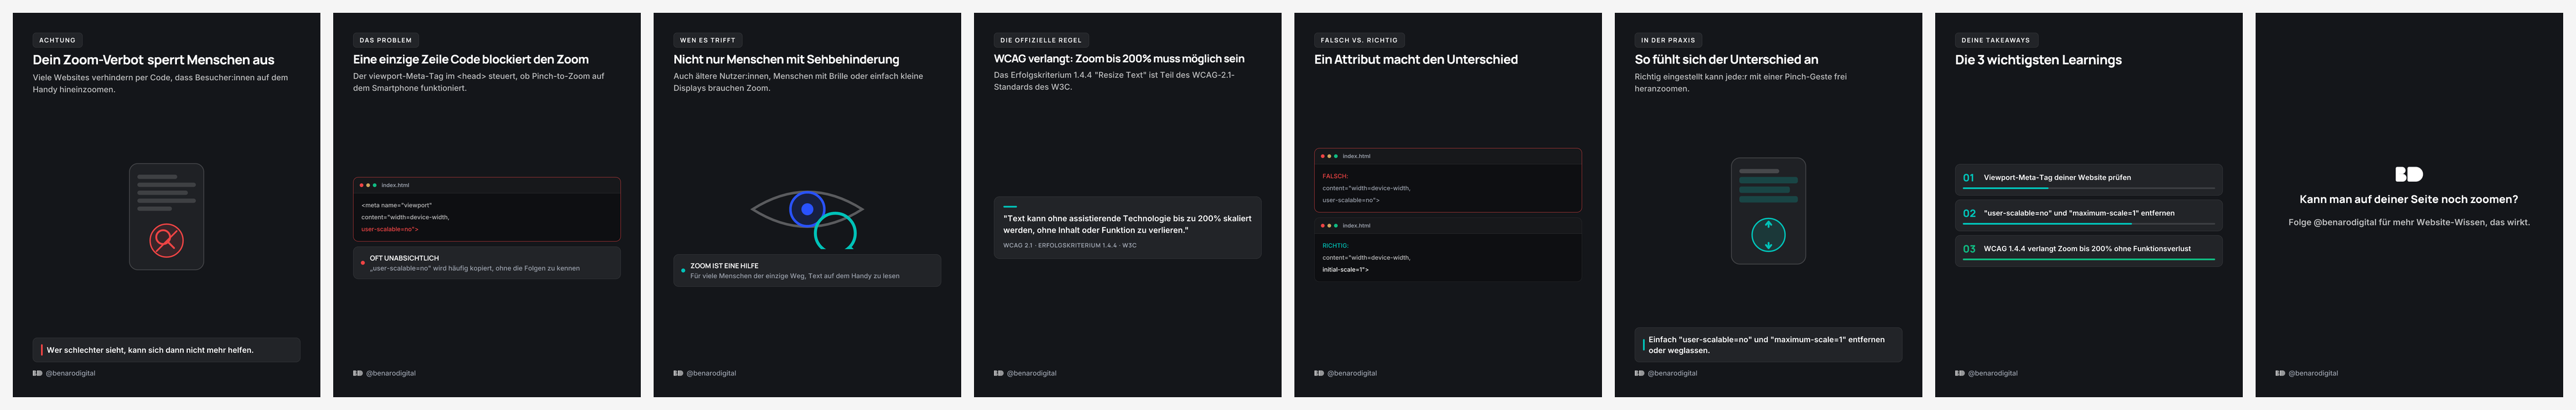 ACHTUNG
Dein Zoom-Verbot sperrt Menschen aus
Viele Websites verhindern per Code, dass Besucher:innen auf dem
Handy hineinzoomen.
Wer schlechter sieht, kann sich dann nicht mehr helfen.
BD @benarodigital
DAS PROBLEM
Eine einzige Zeile Code blockiert den Zoom
Der viewport-Meta-Tag im <head> steuert, ob Pinch-to-Zoom auf
dem Smartphone funktioniert.
index.html
<meta name="viewport"
content="width=device-width,
user-scalable=no">
OFT UNABSICHTLICH
„user-scalable=no" wird häufig kopiert, ohne die Folgen zu kennen
BD @benarodigital
WEN ES TRIFFT
Nicht nur Menschen mit Sehbehinderung
Auch ältere Nutzer:innen, Menschen mit Brille oder einfach kleine
Displays brauchen Zoom.
ZOOM IST EINE HILFE
Für viele Menschen der einzige Weg, Text auf dem Handy zu lesen
BD @benarodigital
DIE OFFIZIELLE REGEL
WCAG verlangt: Zoom bis 200% muss möglich sein
Das Erfolgskriterium 1.4.4 "Resize Text" ist Teil des WCAG-2.1-
Standards des W3C.
"Text kann ohne assistierende Technologie bis zu 200% skaliert
werden, ohne Inhalt oder Funktion zu verlieren."
WCAG 2.1 · ERFOLGSKRITERIUM 1.4.4 · W3C
BD @benarodigital
FALSCH VS. RICHTIG
Ein Attribut macht den Unterschied
index.html
FALSCH:
content="width=device-width,
user-scalable=no">
index.html
RICHTIG:
content="width=device-width,
initial-scale=1">
BD @benarodigital
IN DER PRAXIS
So fühlt sich der Unterschied an
Richtig eingestellt kann jede:r mit einer Pinch-Geste frei
heranzoomen.
Einfach "user-scalable=no" und "maximum-scale=1" entfernen
oder weglassen.
BD @benarodigital
DEINE TAKEAWAYS
Die 3 wichtigsten Learnings
01 Viewport-Meta-Tag deiner Website prüfen
02 "user-scalable=no" und "maximum-scale=1" entfernen
03 WCAG 1.4.4 verlangt Zoom bis 200% ohne Funktionsverlust
BD @benarodigital
BD
Kann man auf deiner Seite noch zoomen?
Folge @benarodigital für mehr Website-Wissen, das wirkt.
BD @benarodigital